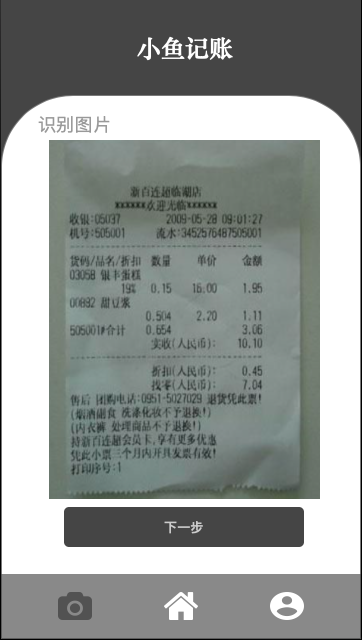 小鱼记账
识别图片
新百连超临湖店
******欢迎光临******
收银:05037 2009-05-28 09:01:27
机号:505001 流水:3452576487505001
货码/品名/折扣 数量 单价 金额
03058 银丰蛋糕
19% 0.15 16.00 1.95
00892 甜豆浆
0.504 2.20 1.11
505001#合计 0.654 3.06
实收(人民币): 10.10
折扣(人民币): 0.45
找零(人民币): 7.04
售后 团购电话:0951-5027029 退货凭此票!
(烟酒副食 洗涤化妆不予退换!)
(内衣裤 处理商品不予退换!)
持新百连超会员卡,享有更多优惠
凭此小票三个月内开具发票有效!
打印序号:1
下一步